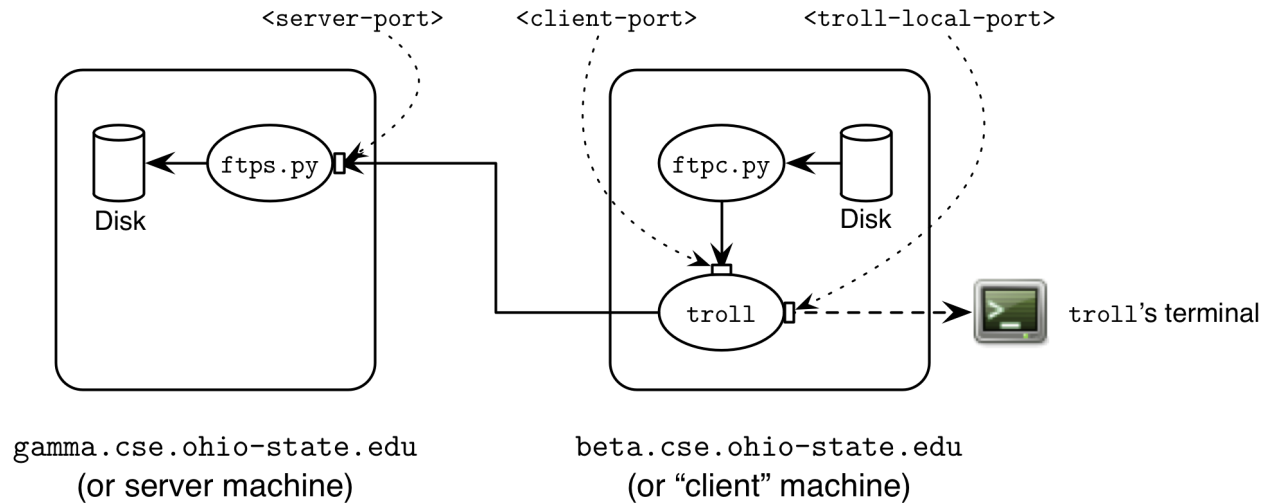 <server-port>
<client-port>
<troll-local-port>
ftps.py
ftpc.py
Disk
Disk
troll
>_
troll's terminal
gamma.cse.ohio-state.edu
(or server machine)
beta.cse.ohio-state.edu
(or “client” machine)